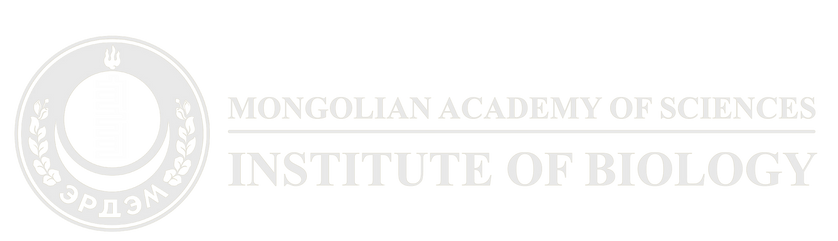 ЭРДЭМ
MONGOLIAN ACADEMY OF SCIENCES
INSTITUTE OF BIOLOGY